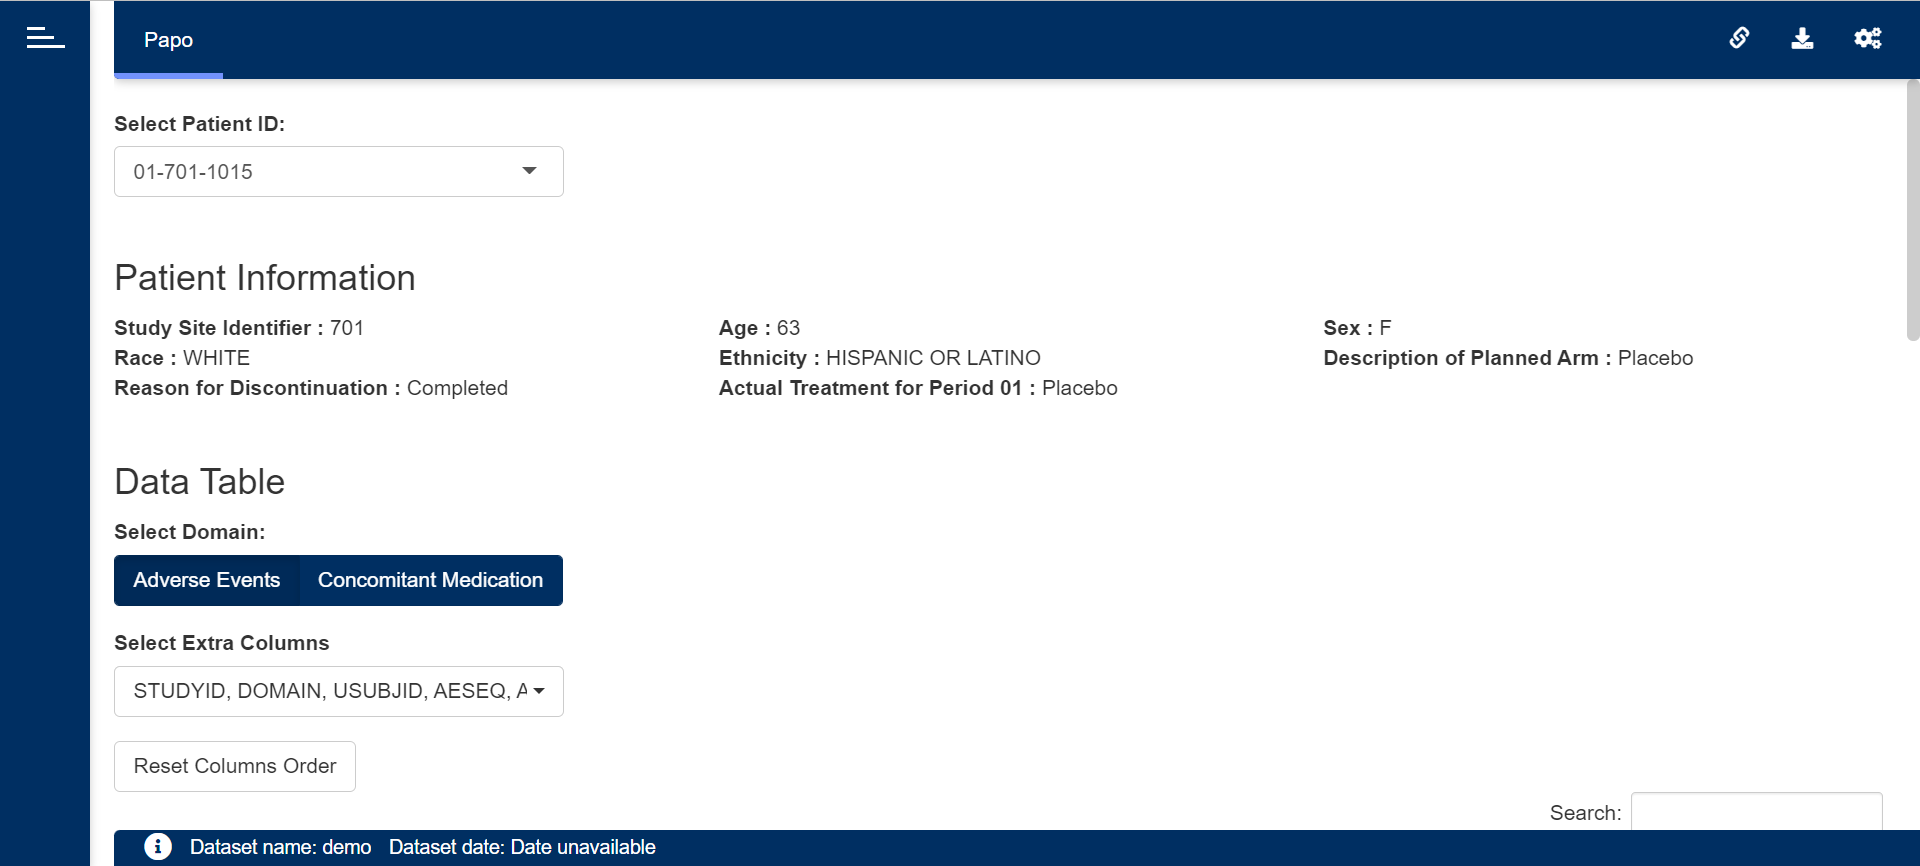 Papo
Select Patient ID:
01-701-1015
Patient Information
Study Site Identifier : 701 Age : 63 Sex : F
Race : WHITE Ethnicity : HISPANIC OR LATINO Description of Planned Arm : Placebo
Reason for Discontinuation : Completed Actual Treatment for Period 01 : Placebo
Data Table
Select Domain:
Adverse Events Concomitant Medication
Select Extra Columns
STUDYID, DOMAIN, USUBJID, AESEQ, A
Reset Columns Order
Search:
Dataset name: demo Dataset date: Date unavailable